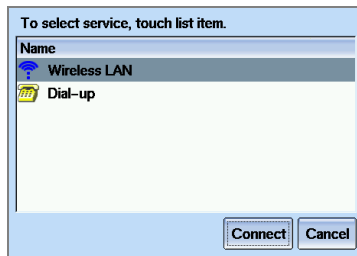 To select service, touch list item.
Name
Wireless LAN
Dial-up
Connect Cancel